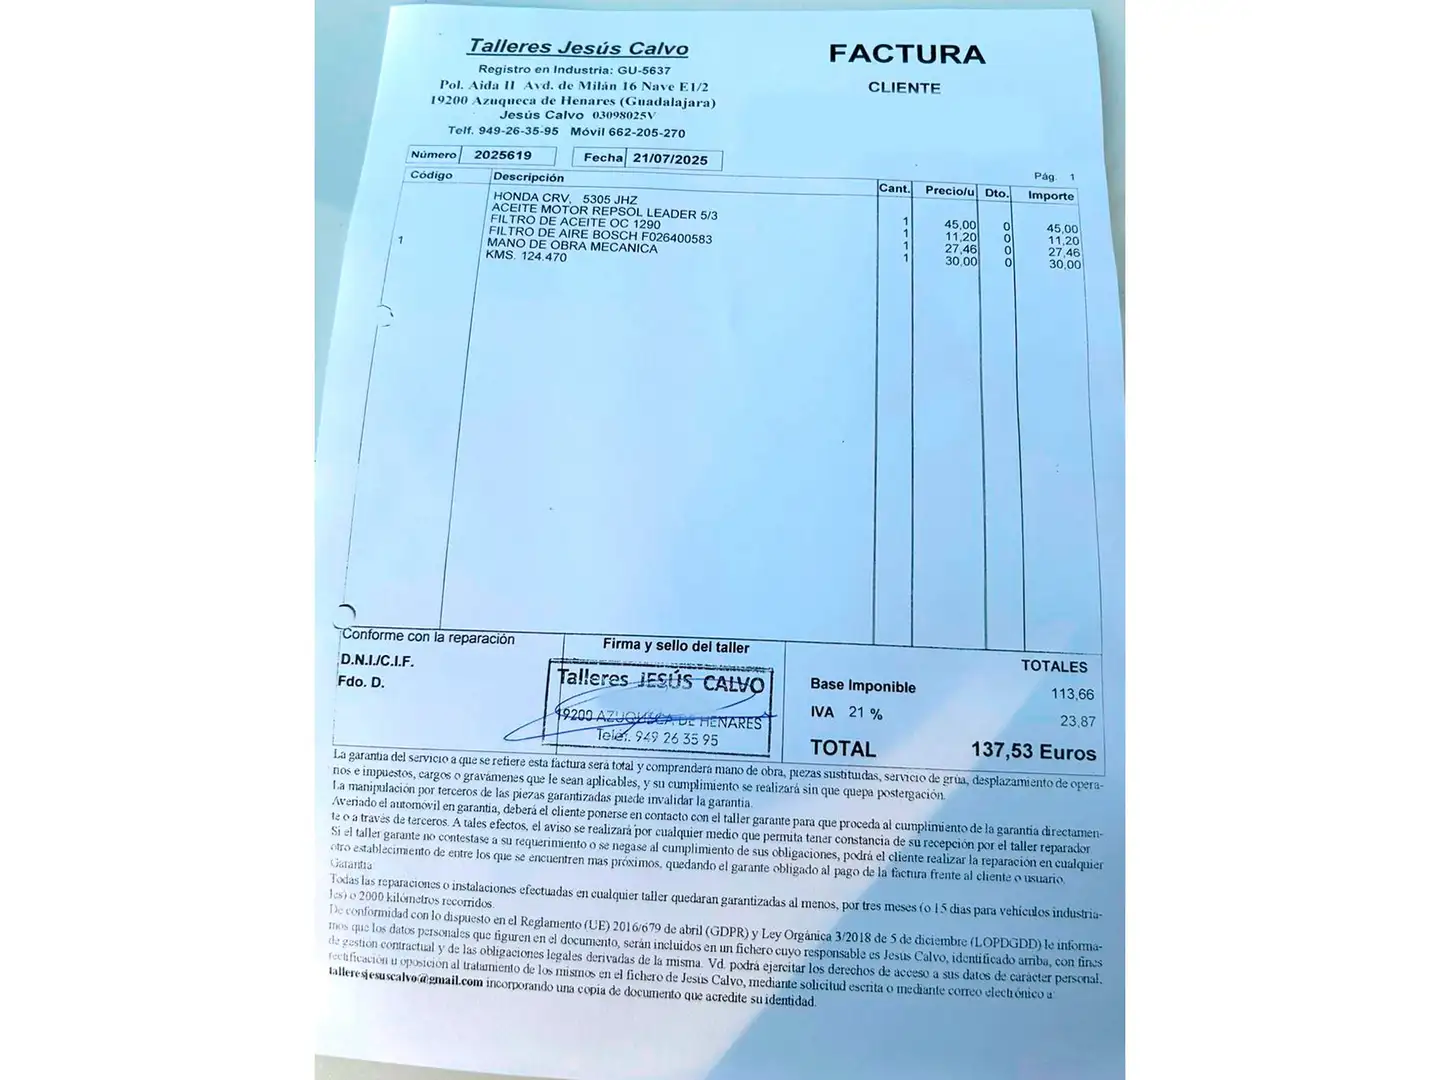 Talleres Jesús Calvo
Registro en Industria: GU-5637
Pol. Aida II Avd. de Milán 16 Nave E1/2
19200 Azuqueca de Henares (Guadalajara)
Jesús Calvo 03098025V
Telf. 949-26-35-95 Móvil 662-205-270
FACTURA
CLIENTE
Número 2025619 Fecha 21/07/2025
Pág. 1
Código Descripción Cant. Precio/u Dto. Importe
HONDA CRV, 5305 JHZ
ACEITE MOTOR REPSOL LEADER 5/3 1 45,00 0 45,00
FILTRO DE ACEITE OC 1290 1 11,20 0 11,20
FILTRO DE AIRE BOSCH F026400583 1 27,46 0 27,46
1 MANO DE OBRA MECANICA 1 30,00 0 30,00
KMS. 124.470
Conforme con la reparación
D.N.I./C.I.F.
Fdo. D.
Firma y sello del taller
Talleres JESÚS CALVO
19200 AZUQUECA DE HENARES
Teléf. 949 26 35 95
TOTALES
Base Imponible 113,66
IVA 21 % 23,87
TOTAL 137,53 Euros
La garantia del servicio a que se refiere esta factura será total y comprenderá mano de obra, piezas sustituidas, servicio de grúa, desplazamiento de opera-
rios e impuestos, cargos o gravámenes que le sean aplicables, y su cumplimiento se realizará sin que quepa postergación.
La manipulación por terceros de las piezas garantizadas puede invalidar la garantía.
Averiado el automóvil en garantía, deberá el cliente ponerse en contacto con el taller garante para que proceda al cumplimiento de la garantía directamen-
te o a través de terceros. A tales efectos, el aviso se realizará por cualquier medio que permita tener constancia de su recepción por el taller reparador
Si el taller garante no contestase a su requerimiento o se negase al cumplimiento de sus obligaciones, podrá el cliente realizar la reparación en cualquier
otro establecimiento de entre los que se encuentren mas próximos, quedando el garante obligado al pago de la factura frente al cliente o usuario.
Garantía
Todas las reparaciones o instalaciones efectuadas en cualquier taller quedaran garantizadas al menos, por tres meses (o 15 dias para vehículos industria-
les) o 2000 kilómetros recorridos.
De conformidad con lo dispuesto en el Reglamento (UE) 2016/679 de abril (GDPR) y Ley Orgánica 3/2018 de 5 de diciembre (LOPDGDD) le informa-
mos que los datos personales que figuren en el documento, serán incluidos en un fichero cuyo responsable es Jesús Calvo, identificado arriba, con fines
de gestión contractual y de las obligaciones legales derivadas de la misma. Vd. podrá ejercitar los derechos de acceso a sus datos de carácter personal,
rectificación u oposición al tratamiento de los mismos en el fichero de Jesús Calvo, mediante solicitud escrita o mediante correo electrónico a
talleresjesuscalvo@gmail.com incorporando una copia de documento que acredite su identidad.